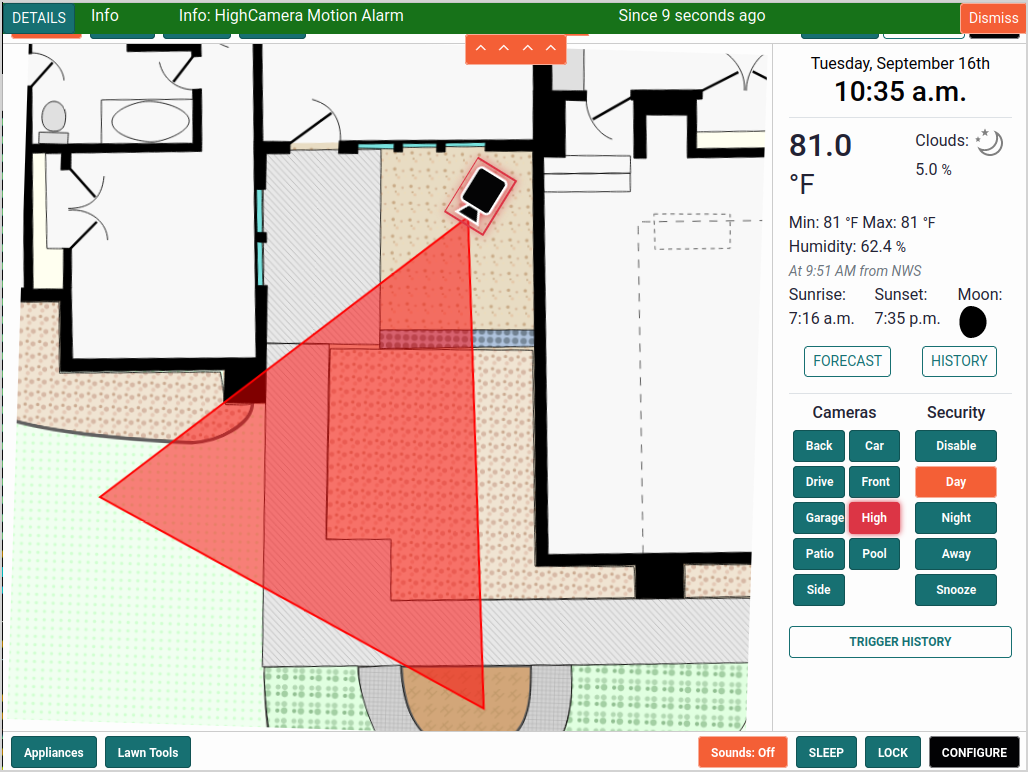 DETAILS Info Info: HighCamera Motion Alarm Since 9 seconds ago Dismiss
Tuesday, September 16th
10:35 a.m.
81.0 °F
Clouds:
5.0 %
Min: 81 °F Max: 81 °F
Humidity: 62.4 %
At 9:51 AM from NWS
Sunrise: Sunset: Moon:
7:16 a.m. 7:35 p.m.
FORECAST HISTORY
Cameras Security
Back Car Disable
Drive Front Day
Garage High Night
Patio Pool Away
Side Snooze
TRIGGER HISTORY
Appliances Lawn Tools Sounds: Off SLEEP LOCK CONFIGURE